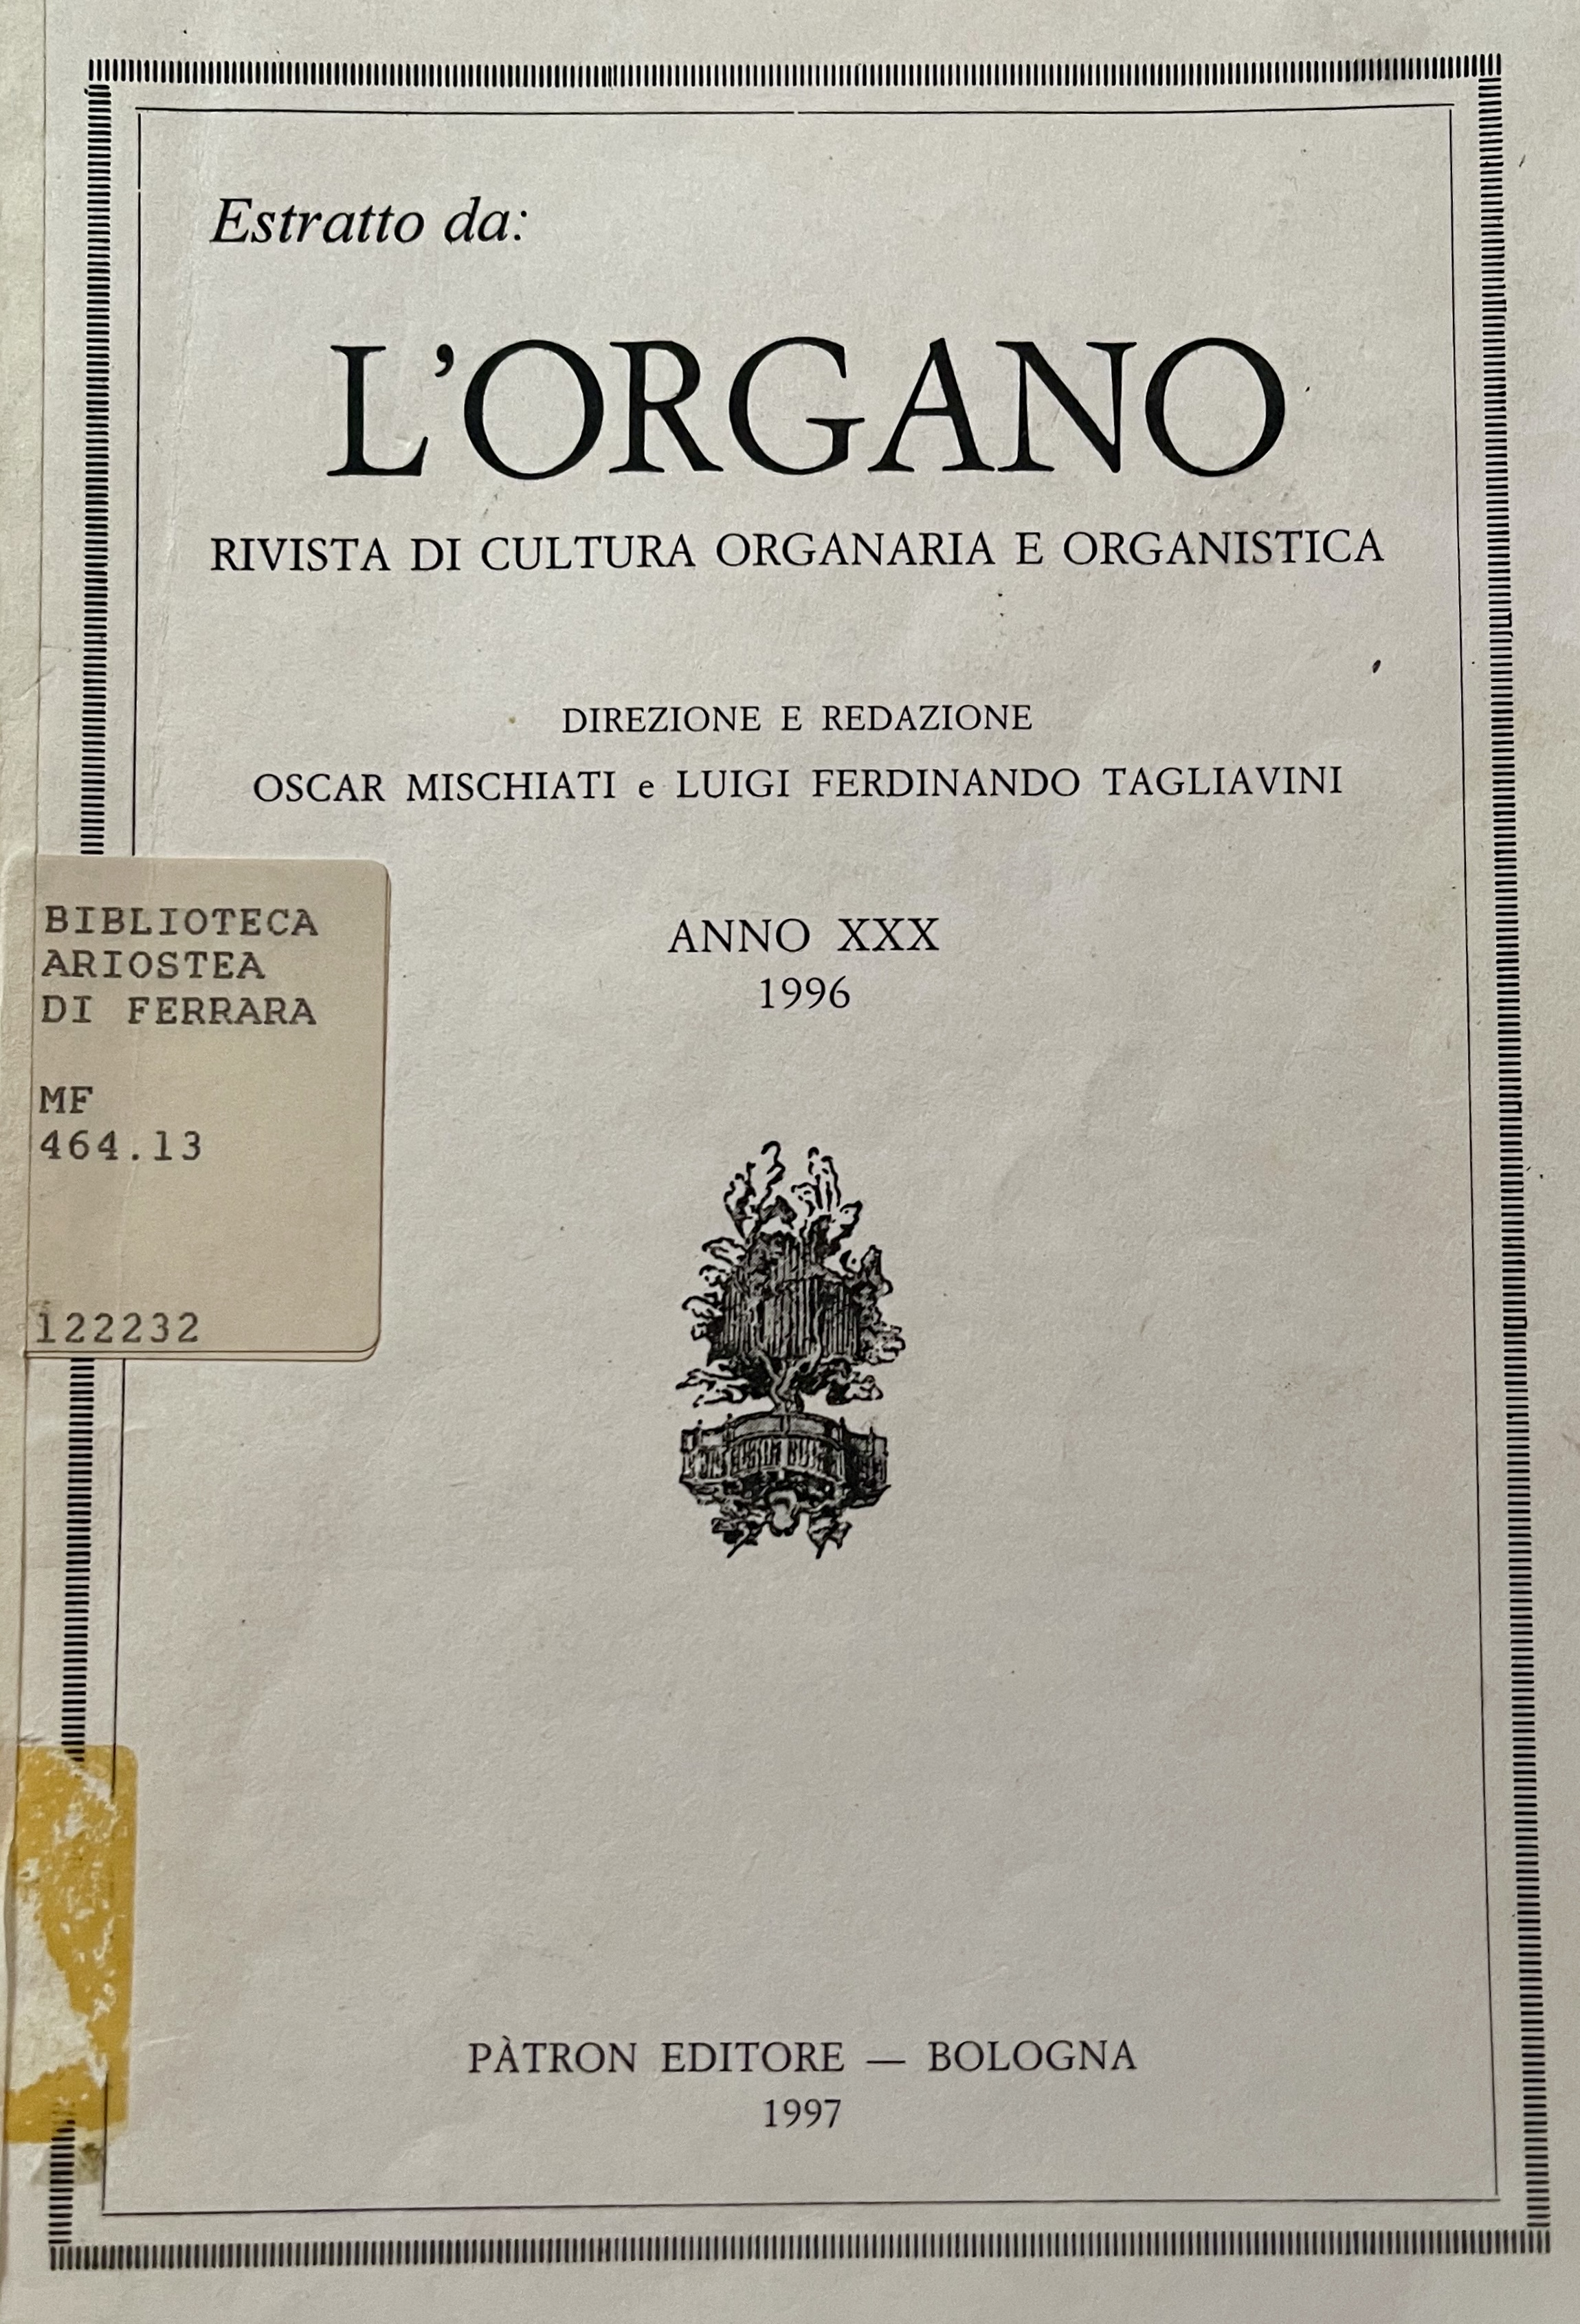 Estratto da:
L'ORGANO
RIVISTA DI CULTURA ORGANARIA E ORGANISTICA
DIREZIONE E REDAZIONE
OSCAR MISCHIATI e LUIGI FERDINANDO TAGLIAVINI
ANNO XXX
1996
BIBLIOTECA
ARIOSTEA
DI FERRARA
MF
464.13
122232
PÀTRON EDITORE — BOLOGNA
1997